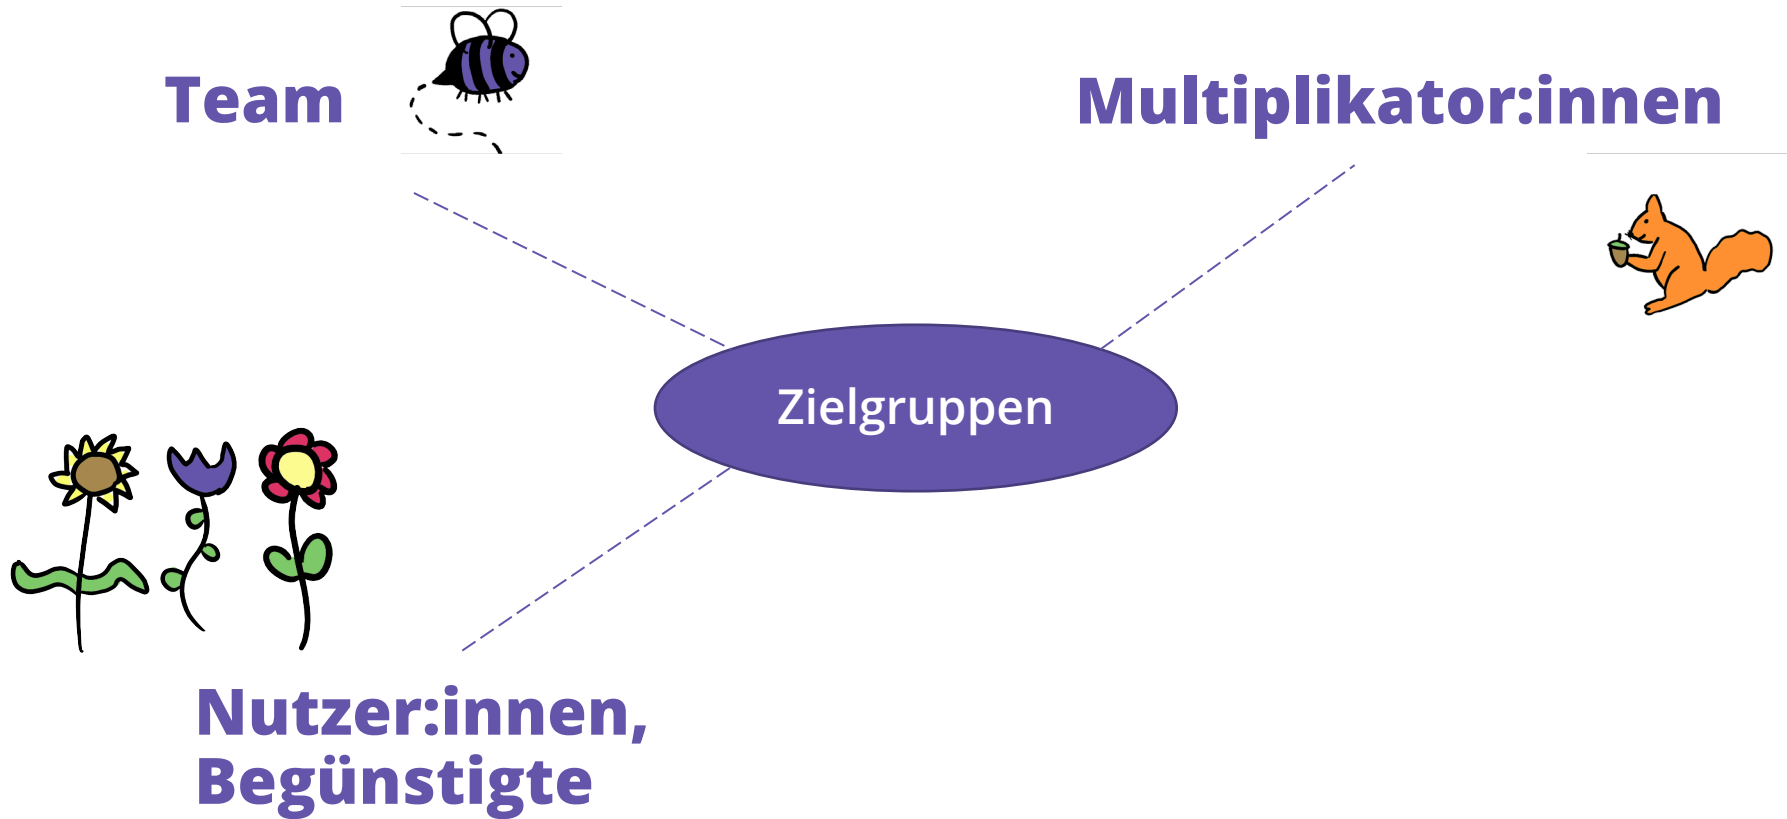 Team
Multiplikator:innen
Zielgruppen
Nutzer:innen,
Begünstigte